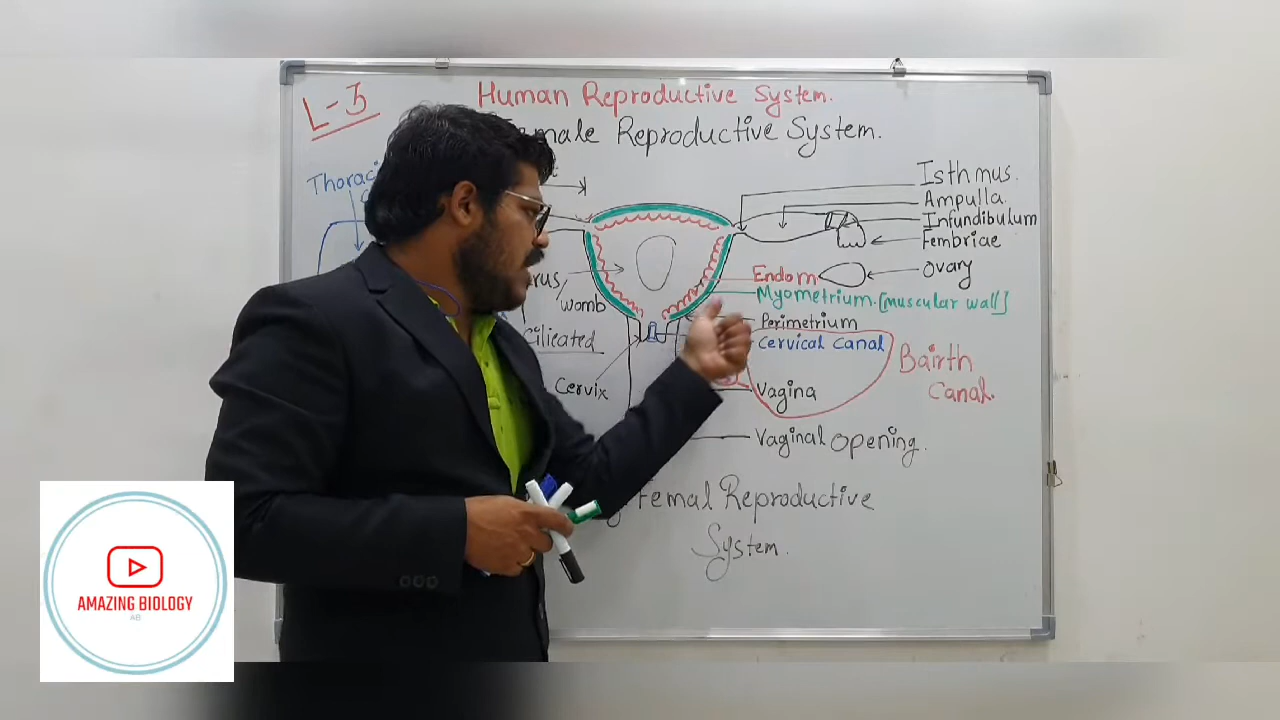 L-3
Human Reproductive System.
Female Reproductive System.
Isthmus.
Ampulla
Infundibulum
Fembriae
Ovary
Endom
Myometrium. [muscular wall]
Perimetrium
Cervical Canal
Bairth
Canal.
Vagina
Vaginal opening.
womb
Ciliated
Cervix
Femal Reproductive
System.
AMAZING BIOLOGY
AB